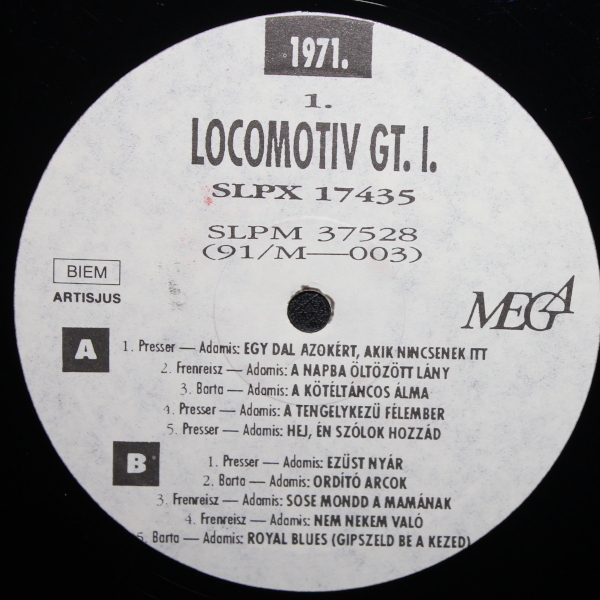 1971.
1.
LOCOMOTIV GT. I.
SLPX 17435
SLPM 37528
(91/M—003)
BIEM
ARTISJUS
MEGA
A
1. Presser — Adamis: EGY DAL AZOKÉRT, AKIK NINCSENEK ITT
2. Frenreisz — Adamis: A NAPBA ÖLTÖZÖTT LÁNY
3. Barta — Adamis: A KÖTÉLTÁNCOS ÁLMA
4. Presser — Adamis: A TENGELYKEZÜ FÉLEMBER
5. Presser — Adamis: HEJ, ÉN SZÓLOK HOZZÁD
B
1. Presser — Adamis: EZÜST NYÁR
2. Barta — Adamis: ORDÍTÓ ARCOK
3. Frenreisz — Adamis: SOSE MONDD A MAMÁNAK
4. Frenreisz — Adamis: NEM NEKEM VALÓ
5. Barta — Adamis: ROYAL BLUES (GIPSZELD BE A KEZED)